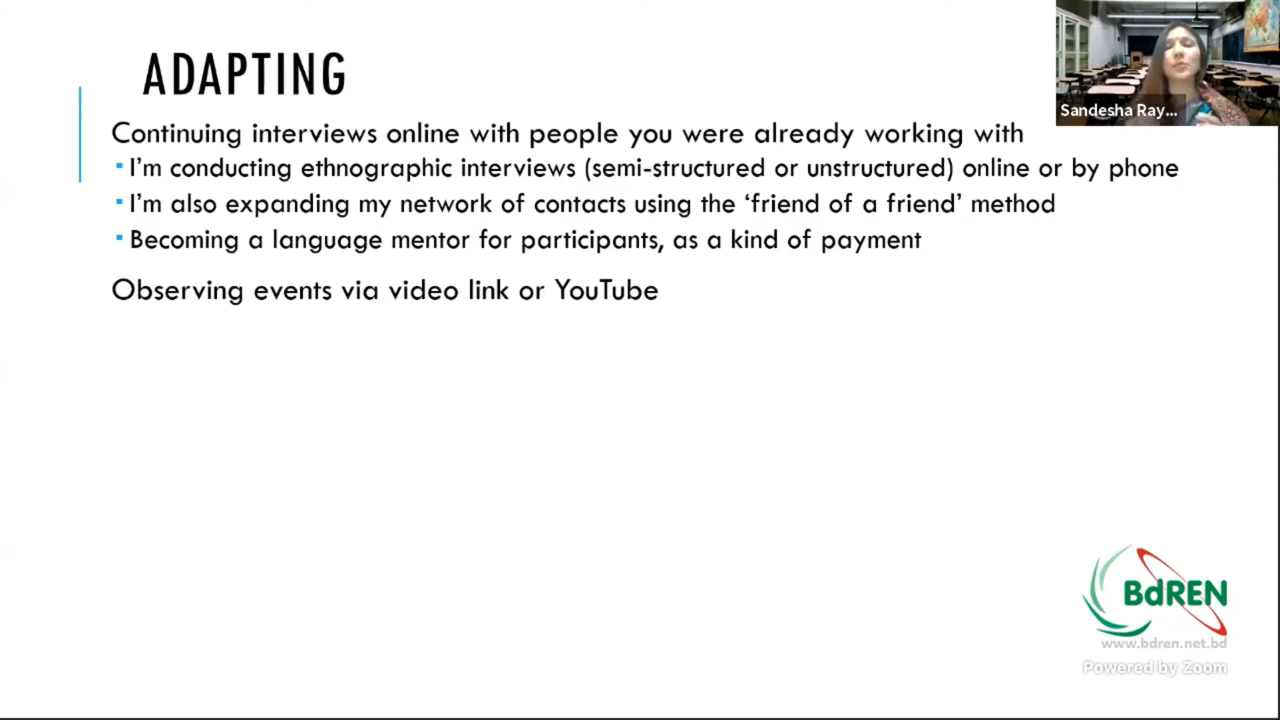 ADAPTING
Sandesha Ray...
Continuing interviews online with people you were already working with
▪ I’m conducting ethnographic interviews (semi-structured or unstructured) online or by phone
▪ I’m also expanding my network of contacts using the ‘friend of a friend’ method
▪ Becoming a language mentor for participants, as a kind of payment
Observing events via video link or YouTube
BdREN
www.bdren.net.bd
Powered by Zoom